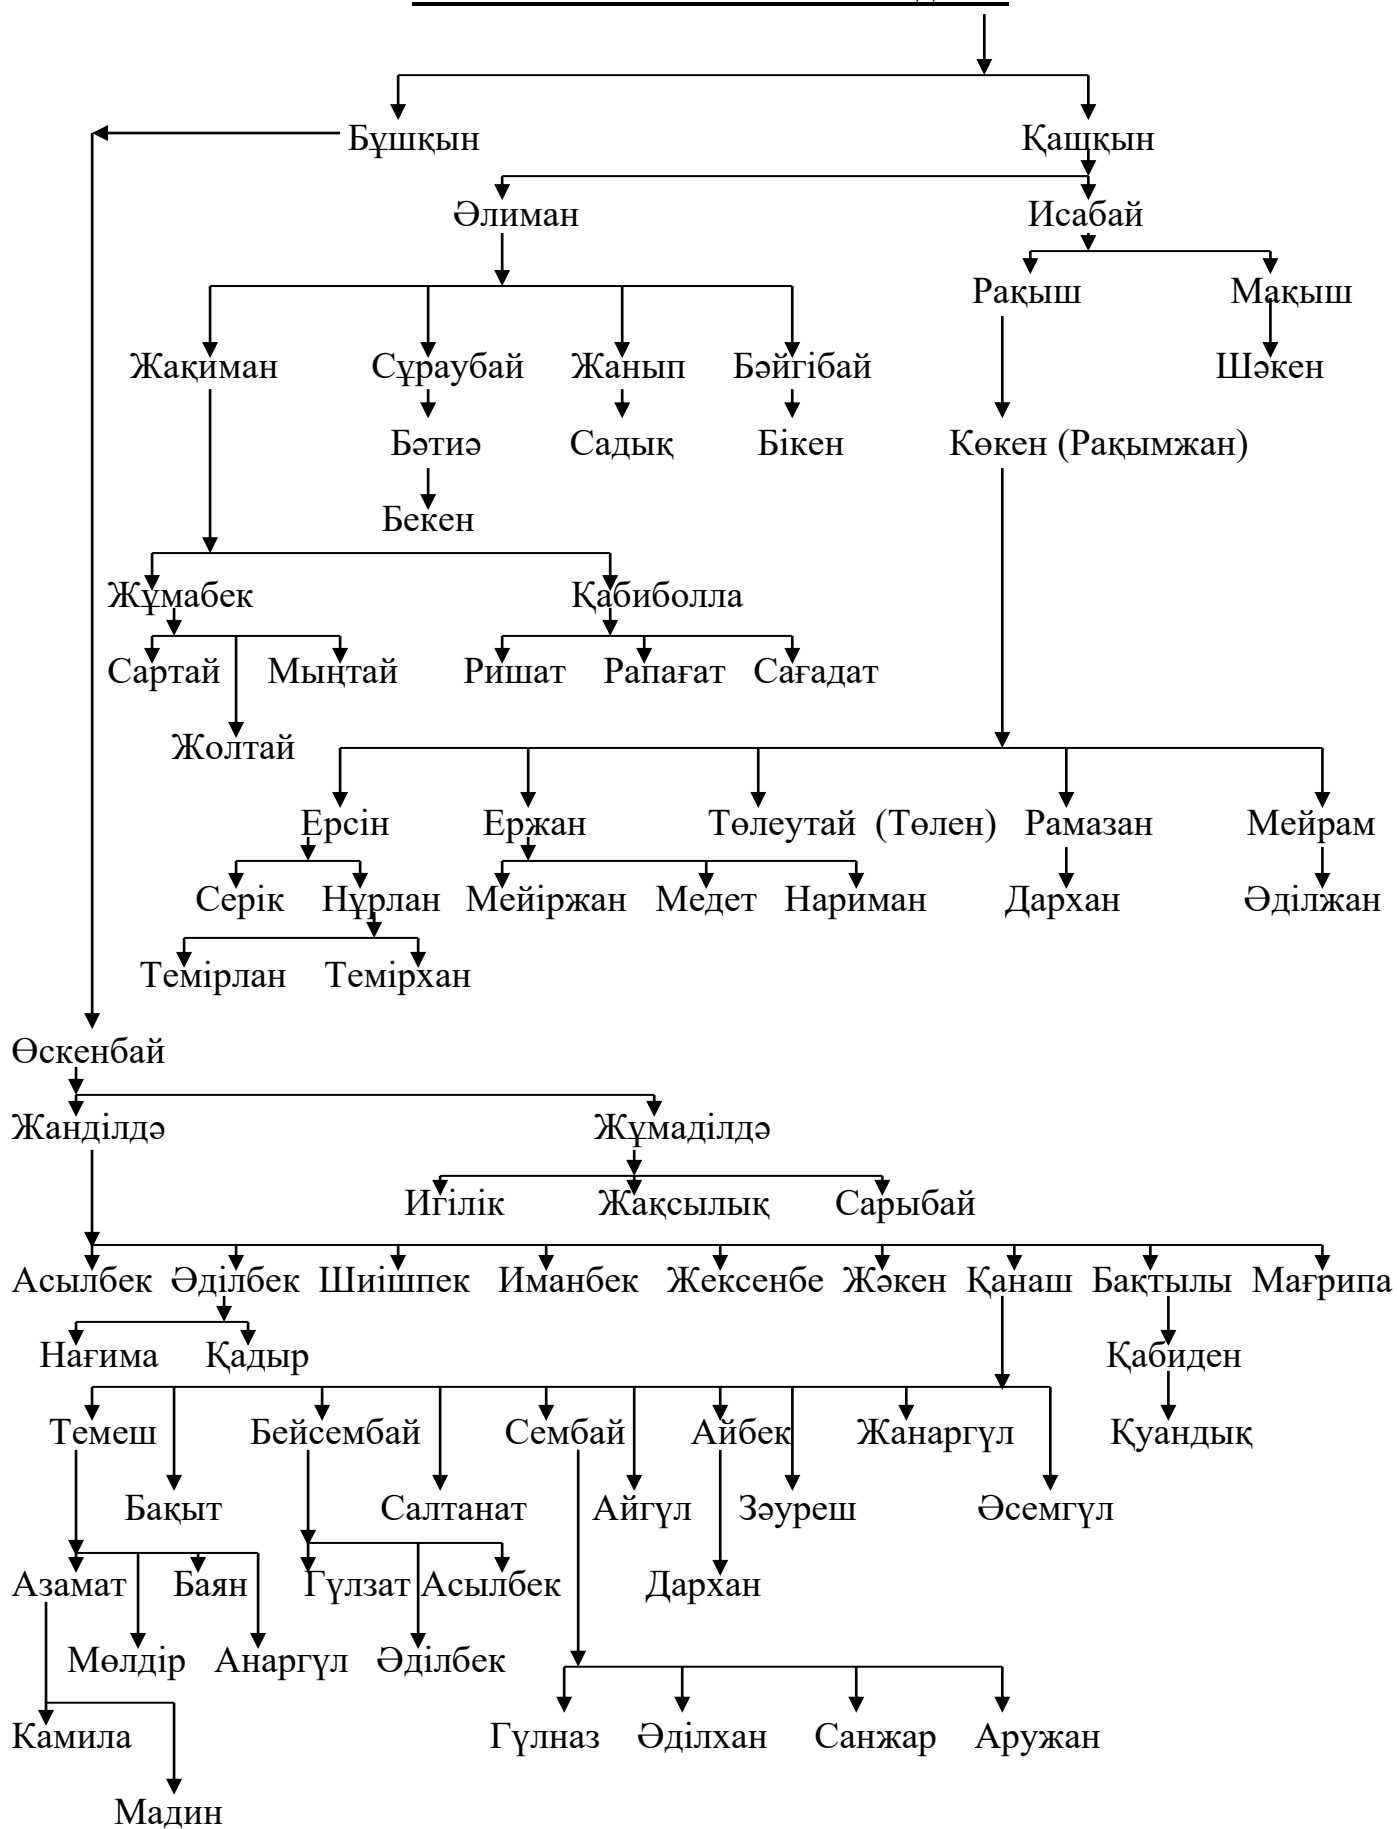 Бұшқын Қашқын
Әлиман Исабай
Рақыш Мақыш
Жақиман Сұраубай Жанып Бәйгібай Шәкен
Бәтиә Садық Бікен Көкен (Рақымжан)
Бекен
Жұмабек Қабиболла
Сартай Мыңтай Ришат Рапағат Сағадат
Жолтай
Ерсін Ержан Төлеутай (Төлен) Рамазан Мейрам
Серік Нұрлан Мейіржан Медет Нариман Дархан Әділжан
Темірлан Темірхан
Өскенбай
Жанділдә Жұмаділдә
Игілік Жақсылық Сарыбай
Асылбек Әділбек Шиішпек Иманбек Жексенбе Жәкен Қанаш Бақтылы Мағрипа
Нағима Қадыр Қабиден
Темеш Бейсембай Сембай Айбек Жанаргүл Қуандық
Бақыт Салтанат Айгүл Зәуреш Әсемгүл
Азамат Баян Гүлзат Асылбек Дархан
Мөлдір Анаргүл Әділбек
Камила Гүлназ Әділхан Санжар Аружан
Мадин